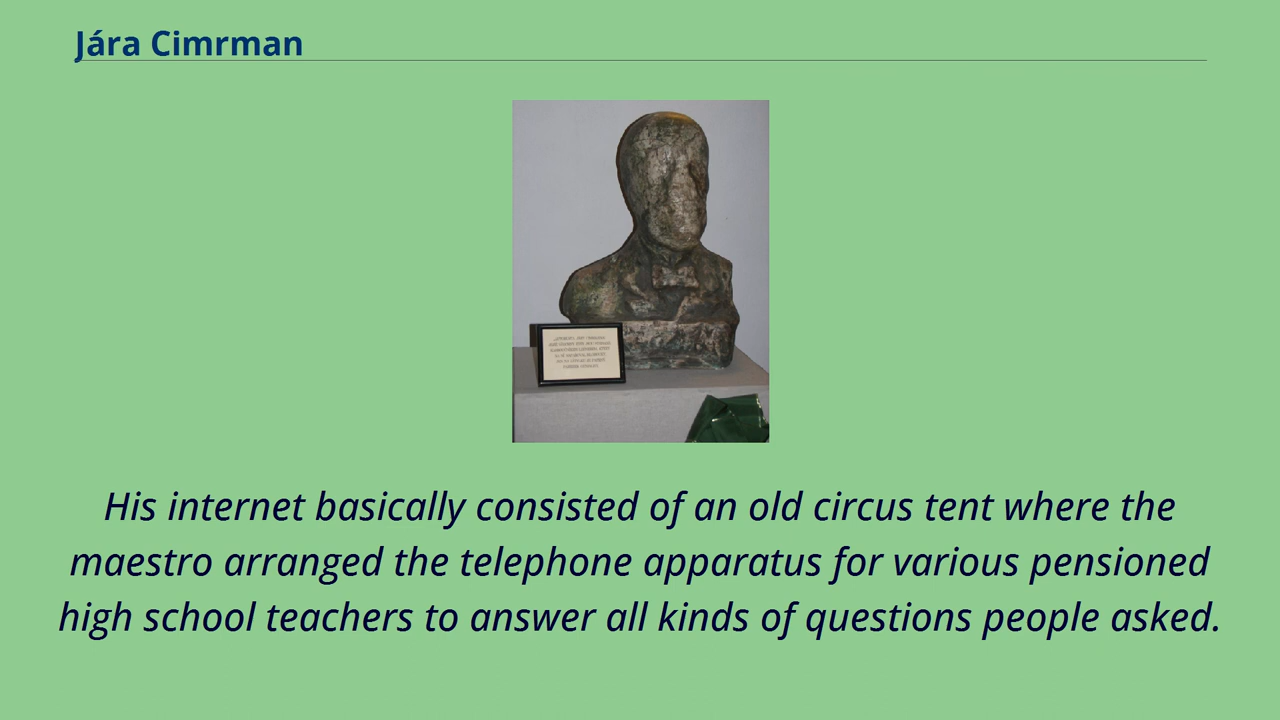 Jára Cimrman
His internet basically consisted of an old circus tent where the
maestro arranged the telephone apparatus for various pensioned
high school teachers to answer all kinds of questions people asked.